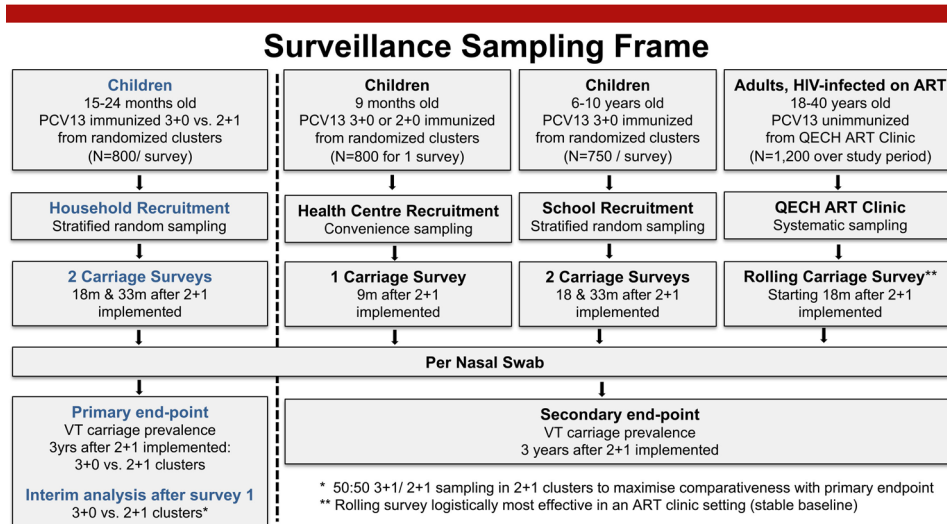 Surveillance Sampling Frame
Children
15-24 months old
PCV13 immunized 3+0 vs. 2+1
from randomized clusters
(N=800/ survey)
Children
9 months old
PCV13 3+0 or 2+0 immunized
from randomized clusters
(N=800 for 1 survey)
Children
6-10 years old
PCV13 3+0 immunized
from randomized clusters
(N=750 / survey)
Adults, HIV-infected on ART
18-40 years old
PCV13 unimmunized
from QECH ART Clinic
(N=1,200 over study period)
Household Recruitment
Stratified random sampling
Health Centre Recruitment
Convenience sampling
School Recruitment
Stratified random sampling
QECH ART Clinic
Systematic sampling
2 Carriage Surveys
18m & 33m after 2+1
implemented
1 Carriage Survey
9m after 2+1
implemented
2 Carriage Surveys
18 & 33m after 2+1
implemented
Rolling Carriage Survey**
Starting 18m after 2+1
implemented
Per Nasal Swab
Primary end-point
VT carriage prevalence
3yrs after 2+1 implemented:
3+0 vs. 2+1 clusters
Interim analysis after survey 1
3+0 vs. 2+1 clusters*
Secondary end-point
VT carriage prevalence
3 years after 2+1 implemented
* 50:50 3+1/ 2+1 sampling in 2+1 clusters to maximise comparativeness with primary endpoint
** Rolling survey logistically most effective in an ART clinic setting (stable baseline)